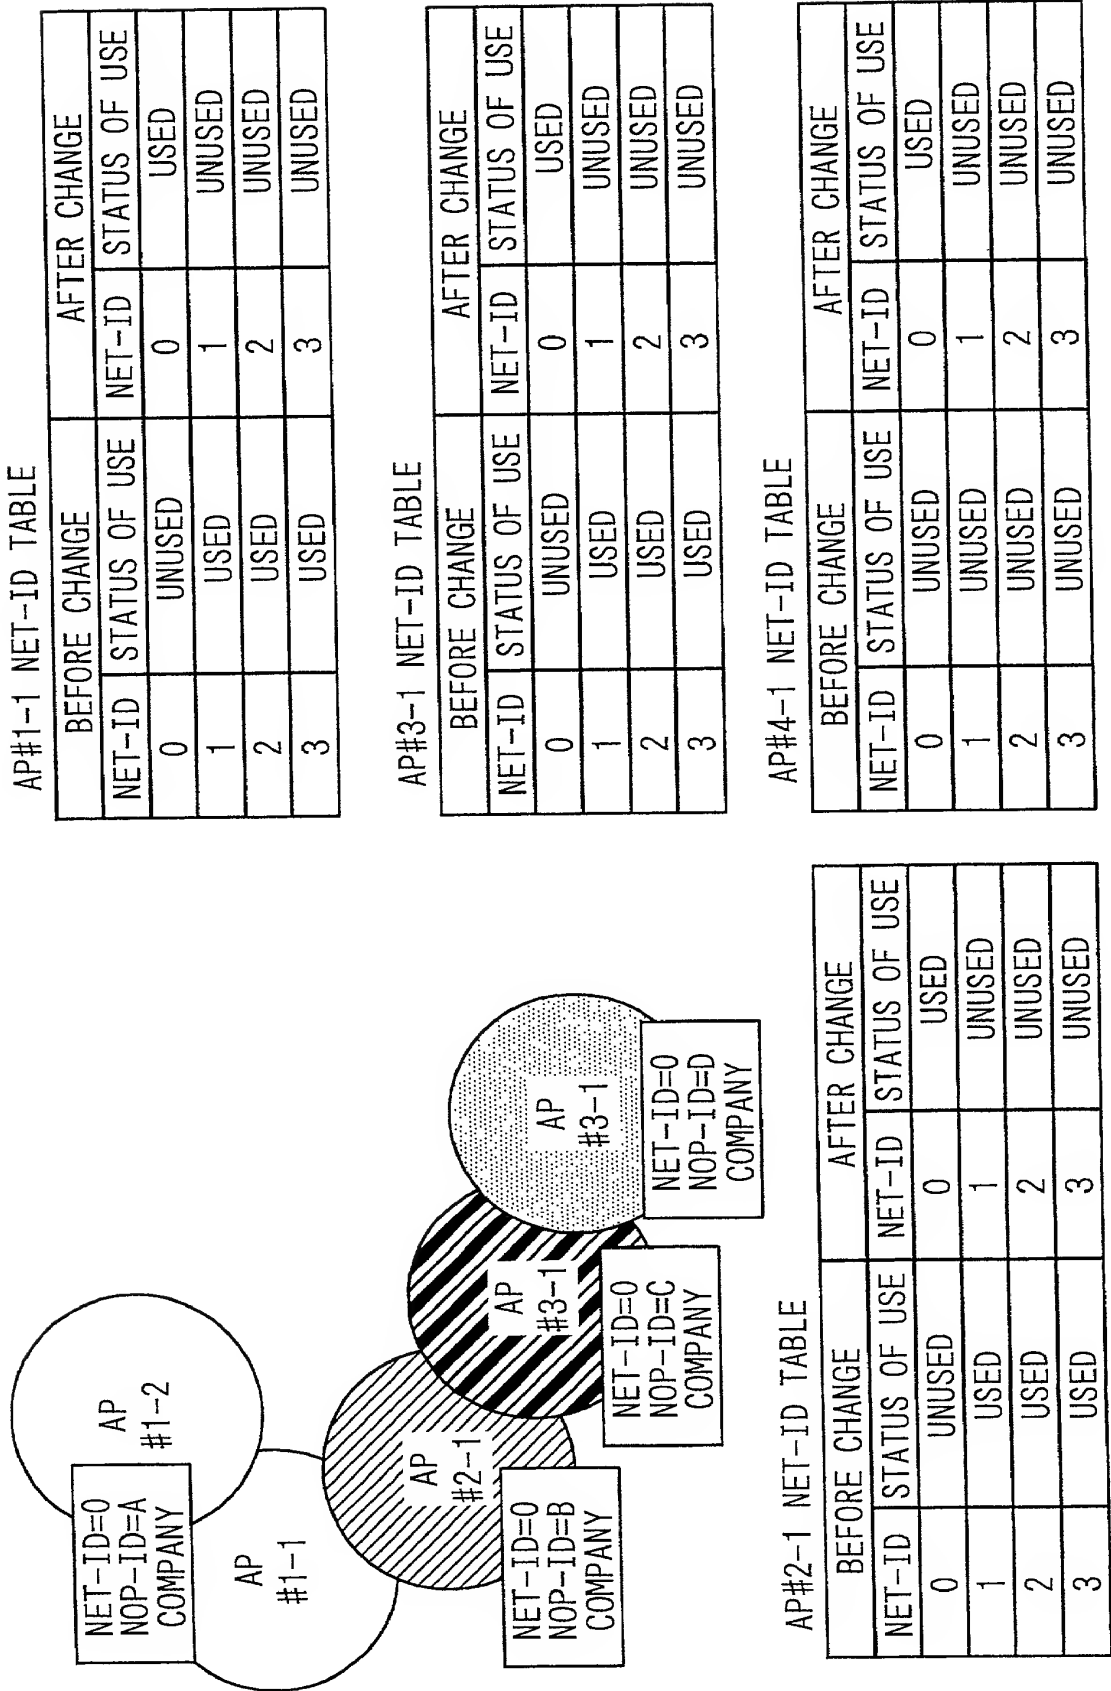 NET-ID=0
NOP-ID=A
COMPANY
AP
#1-2
AP
#1-1
AP
#2-1
NET-ID=0
NOP-ID=B
COMPANY
AP
#3-1
NET-ID=0
NOP-ID=C
COMPANY
AP
#3-1
NET-ID=0
NOP-ID=D
COMPANY
AP#1-1 NET-ID TABLE
BEFORE CHANGE AFTER CHANGE
NET-ID STATUS OF USE NET-ID STATUS OF USE
0 UNUSED 0 USED
1 USED 1 UNUSED
2 USED 2 UNUSED
3 USED 3 UNUSED
AP#3-1 NET-ID TABLE
BEFORE CHANGE AFTER CHANGE
NET-ID STATUS OF USE NET-ID STATUS OF USE
0 UNUSED 0 USED
1 USED 1 UNUSED
2 USED 2 UNUSED
3 USED 3 UNUSED
AP#2-1 NET-ID TABLE
BEFORE CHANGE AFTER CHANGE
NET-ID STATUS OF USE NET-ID STATUS OF USE
0 UNUSED 0 USED
1 USED 1 UNUSED
2 USED 2 UNUSED
3 USED 3 UNUSED
AP#4-1 NET-ID TABLE
BEFORE CHANGE AFTER CHANGE
NET-ID STATUS OF USE NET-ID STATUS OF USE
0 UNUSED 0 USED
1 UNUSED 1 UNUSED
2 UNUSED 2 UNUSED
3 UNUSED 3 UNUSED